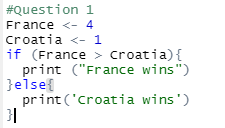 #Question 1
France <- 4
Croatia <- 1
if (France > Croatia){
  print ("France wins")
}else{
  print('Croatia wins')
}